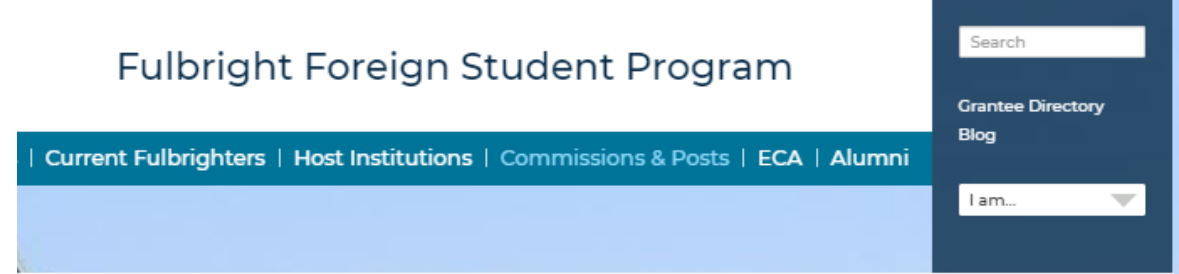 Fulbright Foreign Student Program
| Current Fulbrighters | Host Institutions | Commissions & Posts | ECA | Alumni
Search
Grantee Directory
Blog
I am...